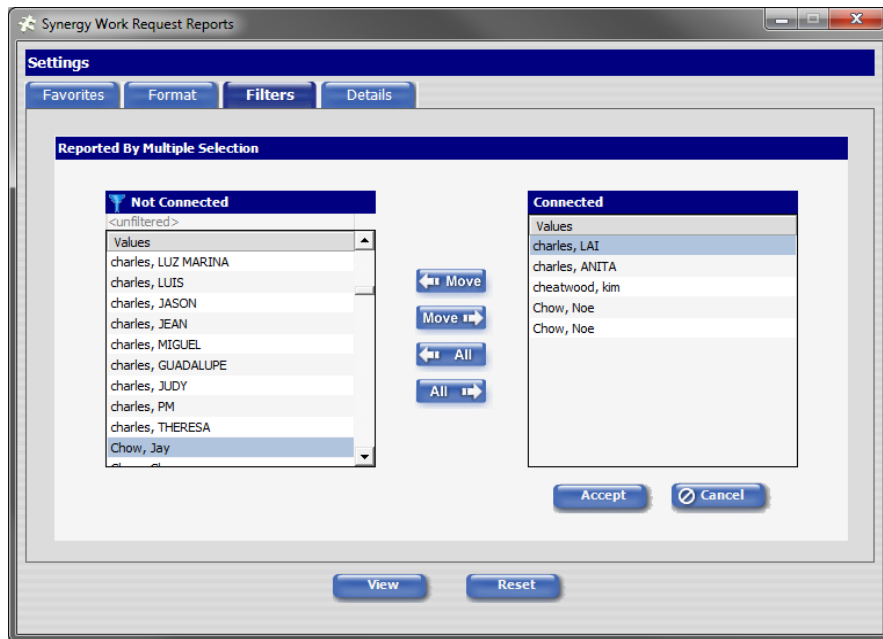 Synergy Work Request Reports
Settings
Favorites Format Filters Details
Reported By Multiple Selection
Not Connected
<unfiltered>
Values
charles, LUZ MARINA
charles, LUIS
charles, JASON
charles, JEAN
charles, MIGUEL
charles, GUADALUPE
charles, JUDY
charles, PM
charles, THERESA
Chow, Jay
Move
Move
All
All
Connected
Values
charles, LAI
charles, ANITA
cheatwood, kim
Chow, Noe
Chow, Noe
Accept Cancel
View Reset